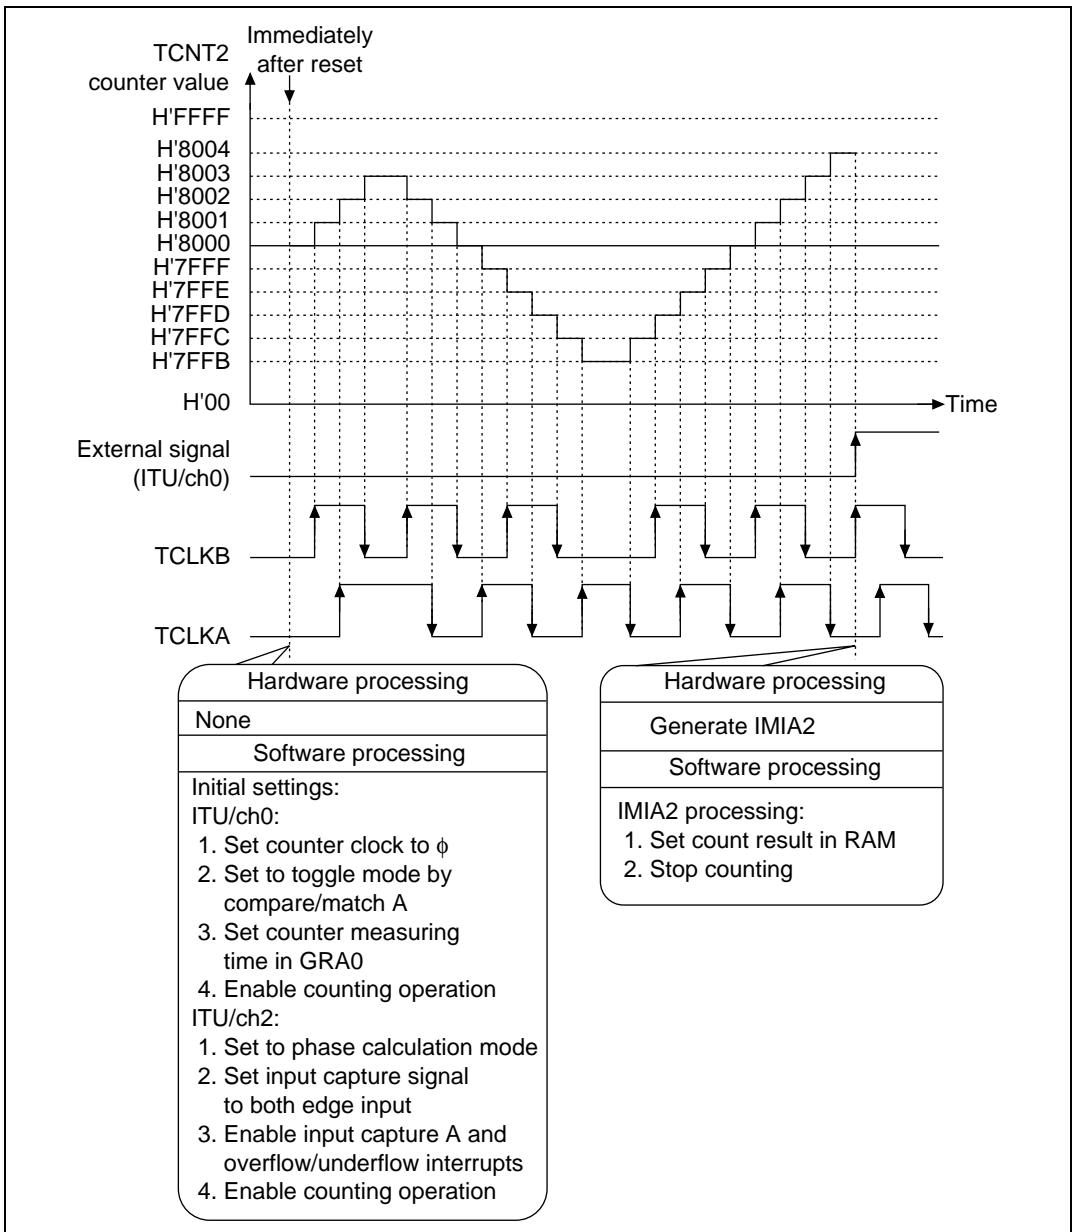 TCNT2
counter value
Immediately
after reset
H'FFFF
H'8004
H'8003
H'8002
H'8001
H'8000
H'7FFF
H'7FFE
H'7FFD
H'7FFC
H'7FFB
H'00
Time
External signal
(ITU/ch0)
TCLKB
TCLKA
Hardware processing
None
Software processing
Initial settings:
ITU/ch0:
1. Set counter clock to ϕ
2. Set to toggle mode by
compare/match A
3. Set counter measuring
time in GRA0
4. Enable counting operation
ITU/ch2:
1. Set to phase calculation mode
2. Set input capture signal
to both edge input
3. Enable input capture A and
overflow/underflow interrupts
4. Enable counting operation
Hardware processing
Generate IMIA2
Software processing
IMIA2 processing:
1. Set count result in RAM
2. Stop counting